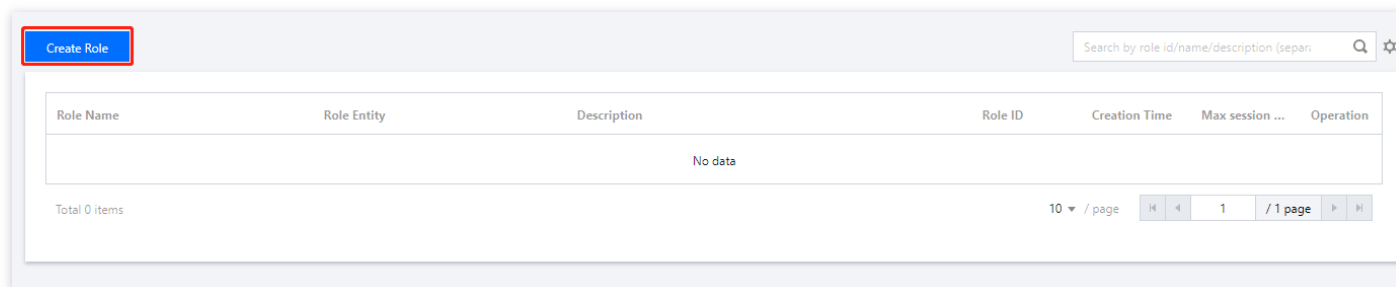 Create Role
Search by role id/name/description (separ
Role Name Role Entity Description Role ID Creation Time Max session ... Operation
No data
Total 0 items 10 / page 1 / 1 page